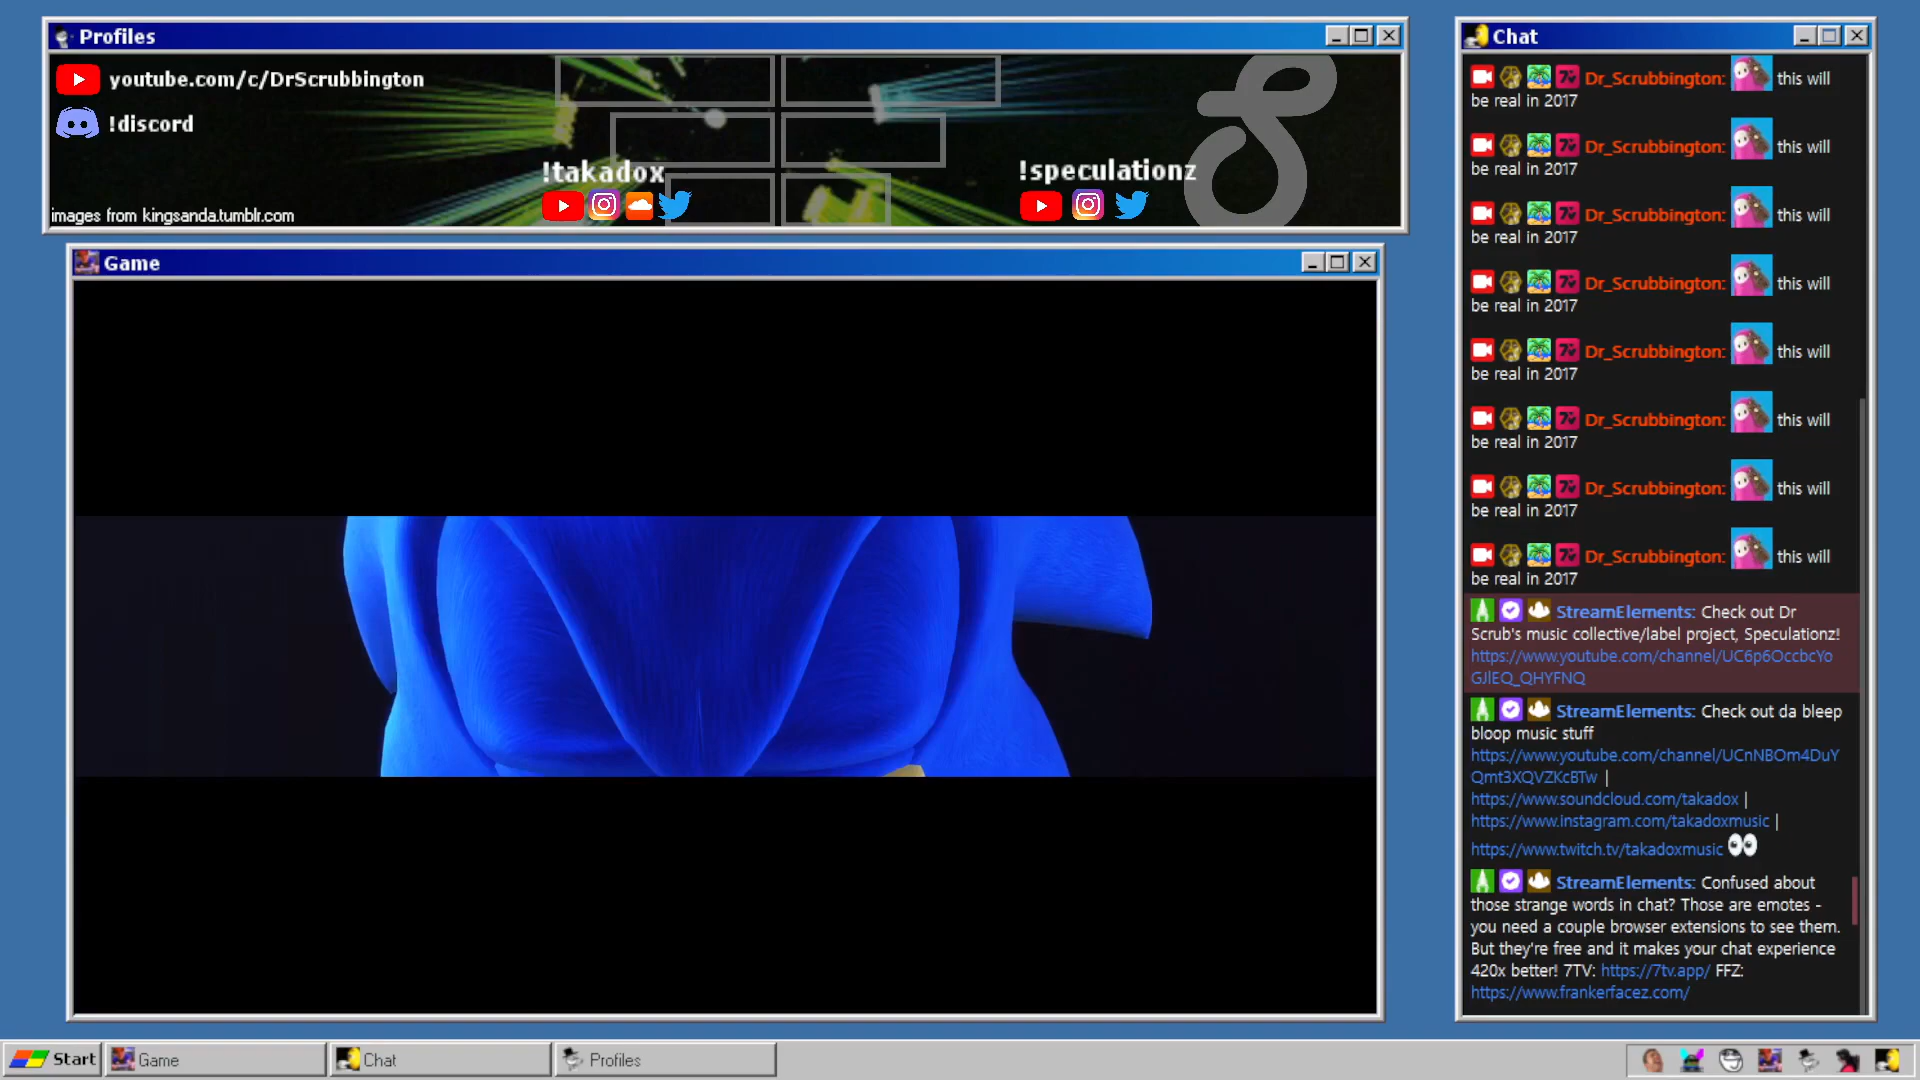 Profiles
youtube.com/c/DrScrubbington
!discord
!takadox
!speculationz
images from kingsanda.tumblr.com
Game
Chat
Dr_Scrubbington: this will
be real in 2017
Dr_Scrubbington: this will
be real in 2017
Dr_Scrubbington: this will
be real in 2017
Dr_Scrubbington: this will
be real in 2017
Dr_Scrubbington: this will
be real in 2017
Dr_Scrubbington: this will
be real in 2017
Dr_Scrubbington: this will
be real in 2017
Dr_Scrubbington: this will
be real in 2017
StreamElements: Check out Dr
Scrub's music collective/label project, Speculationz!
https://www.youtube.com/channel/UC6p6OccbcYo
GJlEQ_QHYFNQ
StreamElements: Check out da bleep
bloop music stuff
https://www.youtube.com/channel/UCnNBOm4DuY
Qmt3XQVZKcBTw |
https://www.soundcloud.com/takadox |
https://www.instagram.com/takadoxmusic |
https://www.twitch.tv/takadoxmusic
StreamElements: Confused about
those strange words in chat? Those are emotes -
you need a couple browser extensions to see them.
But they're free and it makes your chat experience
420x better! 7TV: https://7tv.app/ FFZ:
https://www.frankerfacez.com/
Start
Game
Chat
Profiles